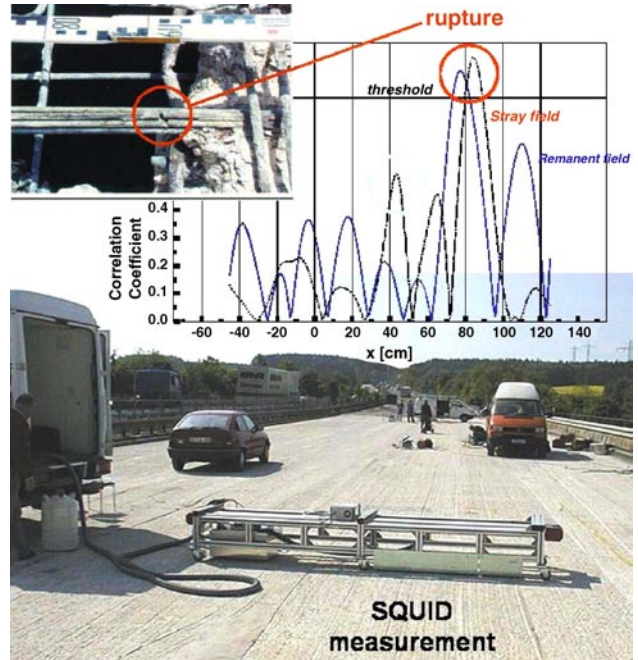 rupture
threshold
Stray field
Remanent field
Correlation
Coefficient
0.4
0.3
0.2
0.1
0.0
-60 -40 -20 0 20 40 60 80 100 120 140
x [cm]
SQUID
measurement